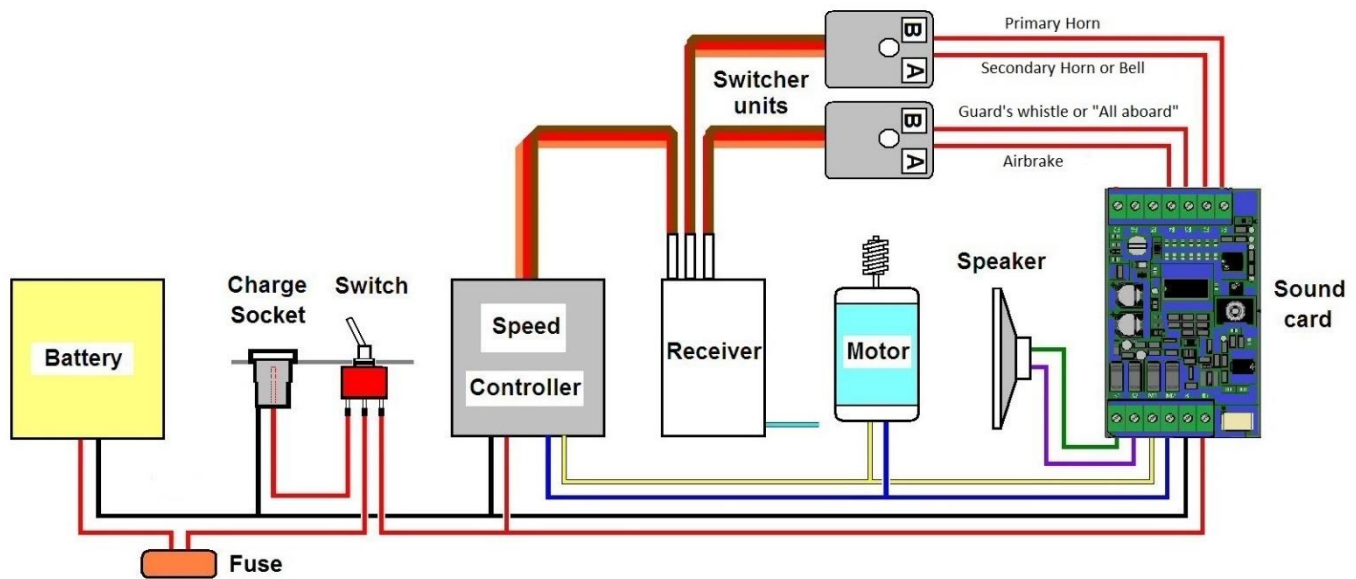 Primary Horn
B
A
Secondary Horn or Bell
Switcher
units
Guard's whistle or "All aboard"
B
A
Airbrake
Charge
Socket
Switch
Speaker
Sound
card
Battery
Speed
Controller
Receiver
Motor
Fuse